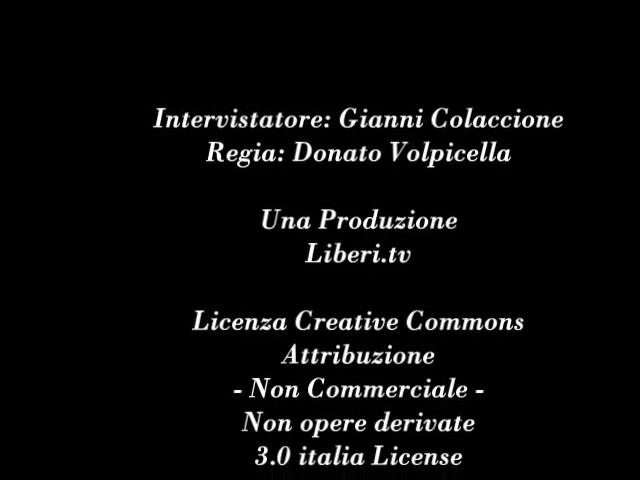 Intervistatore: Gianni Colaccione
Regia: Donato Volpicella
Una Produzione
Liberi.tv
Licenza Creative Commons
Attribuzione
- Non Commerciale -
Non opere derivate
3.0 italia License